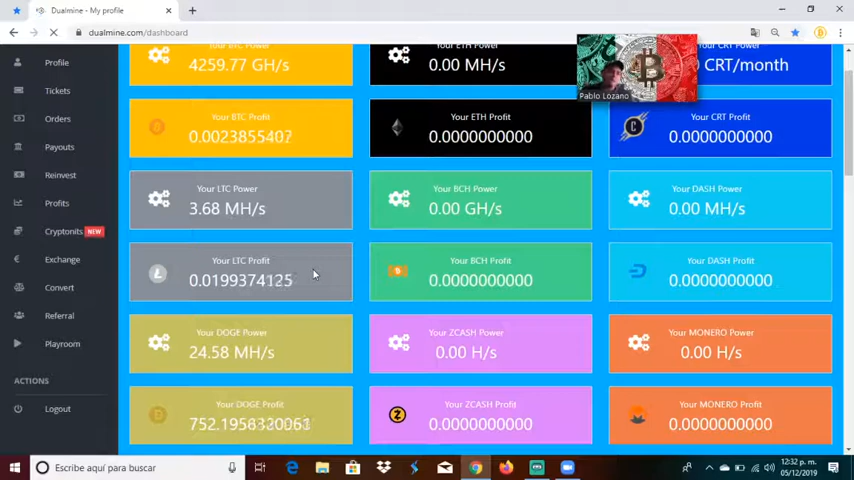 Dualmine - My profile
dualmine.com/dashboard
Profile
Tickets
Orders
Payouts
Reinvest
Profits
Cryptonits NEW
Exchange
Convert
Referral
Playroom
ACTIONS
Logout
Your BTC Power
4259.77 GH/s
Your ETH Power
0.00 MH/s
CRT/month
Pablo Lozano
Your BTC Profit
0.0023855402
Your ETH Profit
0.0000000000
Your CRT Profit
0.0000000000
Your LTC Power
3.68 MH/s
Your BCH Power
0.00 GH/s
Your DASH Power
0.00 MH/s
Your LTC Profit
0.0199374125
Your BCH Profit
0.0000000000
Your DASH Profit
0.0000000000
Your DOGE Power
24.58 MH/s
Your ZCASH Power
0.00 H/s
Your MONERO Power
0.00 H/s
Your DOGE Profit
Your ZCASH Profit
0.0000000000
Your MONERO Profit
0.0000000000
Escribe aquí para buscar
12:32 p. m.
05/12/2019